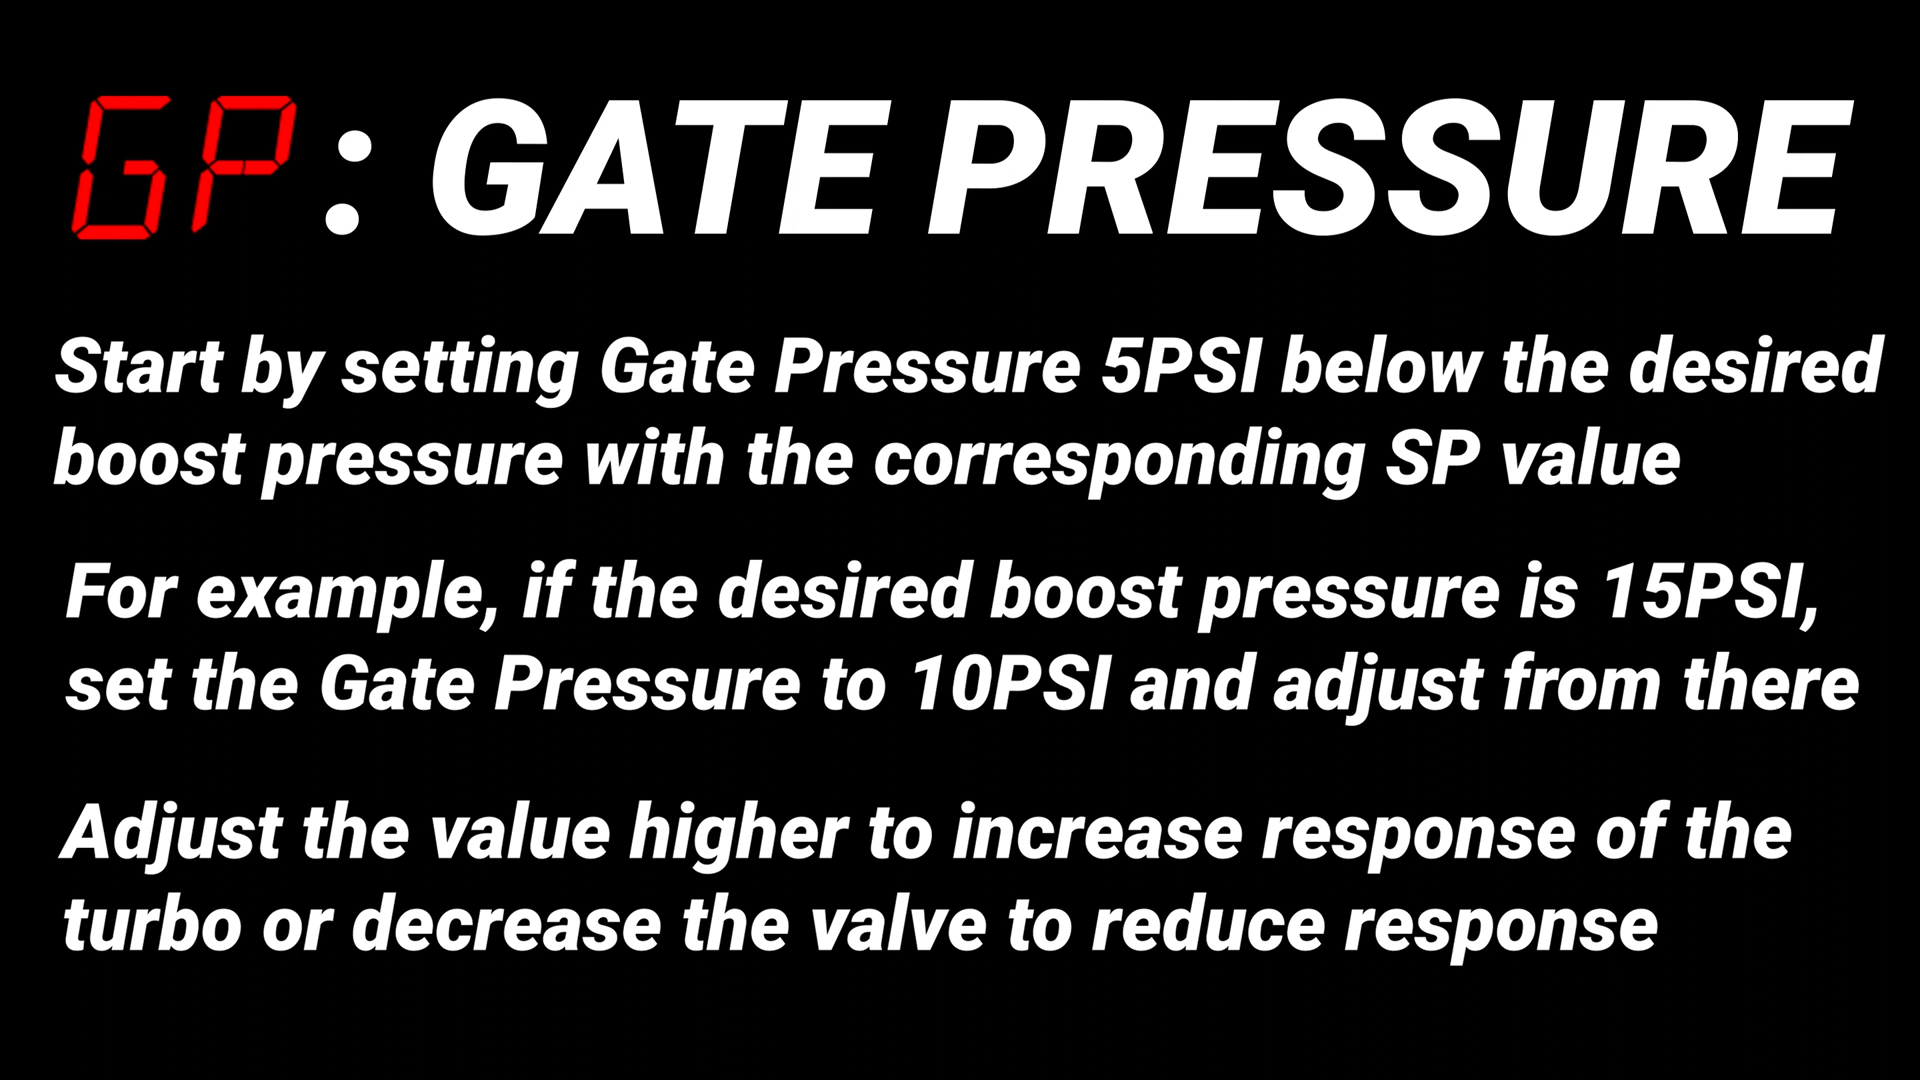 GP: GATE PRESSURE
Start by setting Gate Pressure 5PSI below the desired
boost pressure with the corresponding SP value
For example, if the desired boost pressure is 15PSI,
set the Gate Pressure to 10PSI and adjust from there
Adjust the value higher to increase response of the
turbo or decrease the valve to reduce response